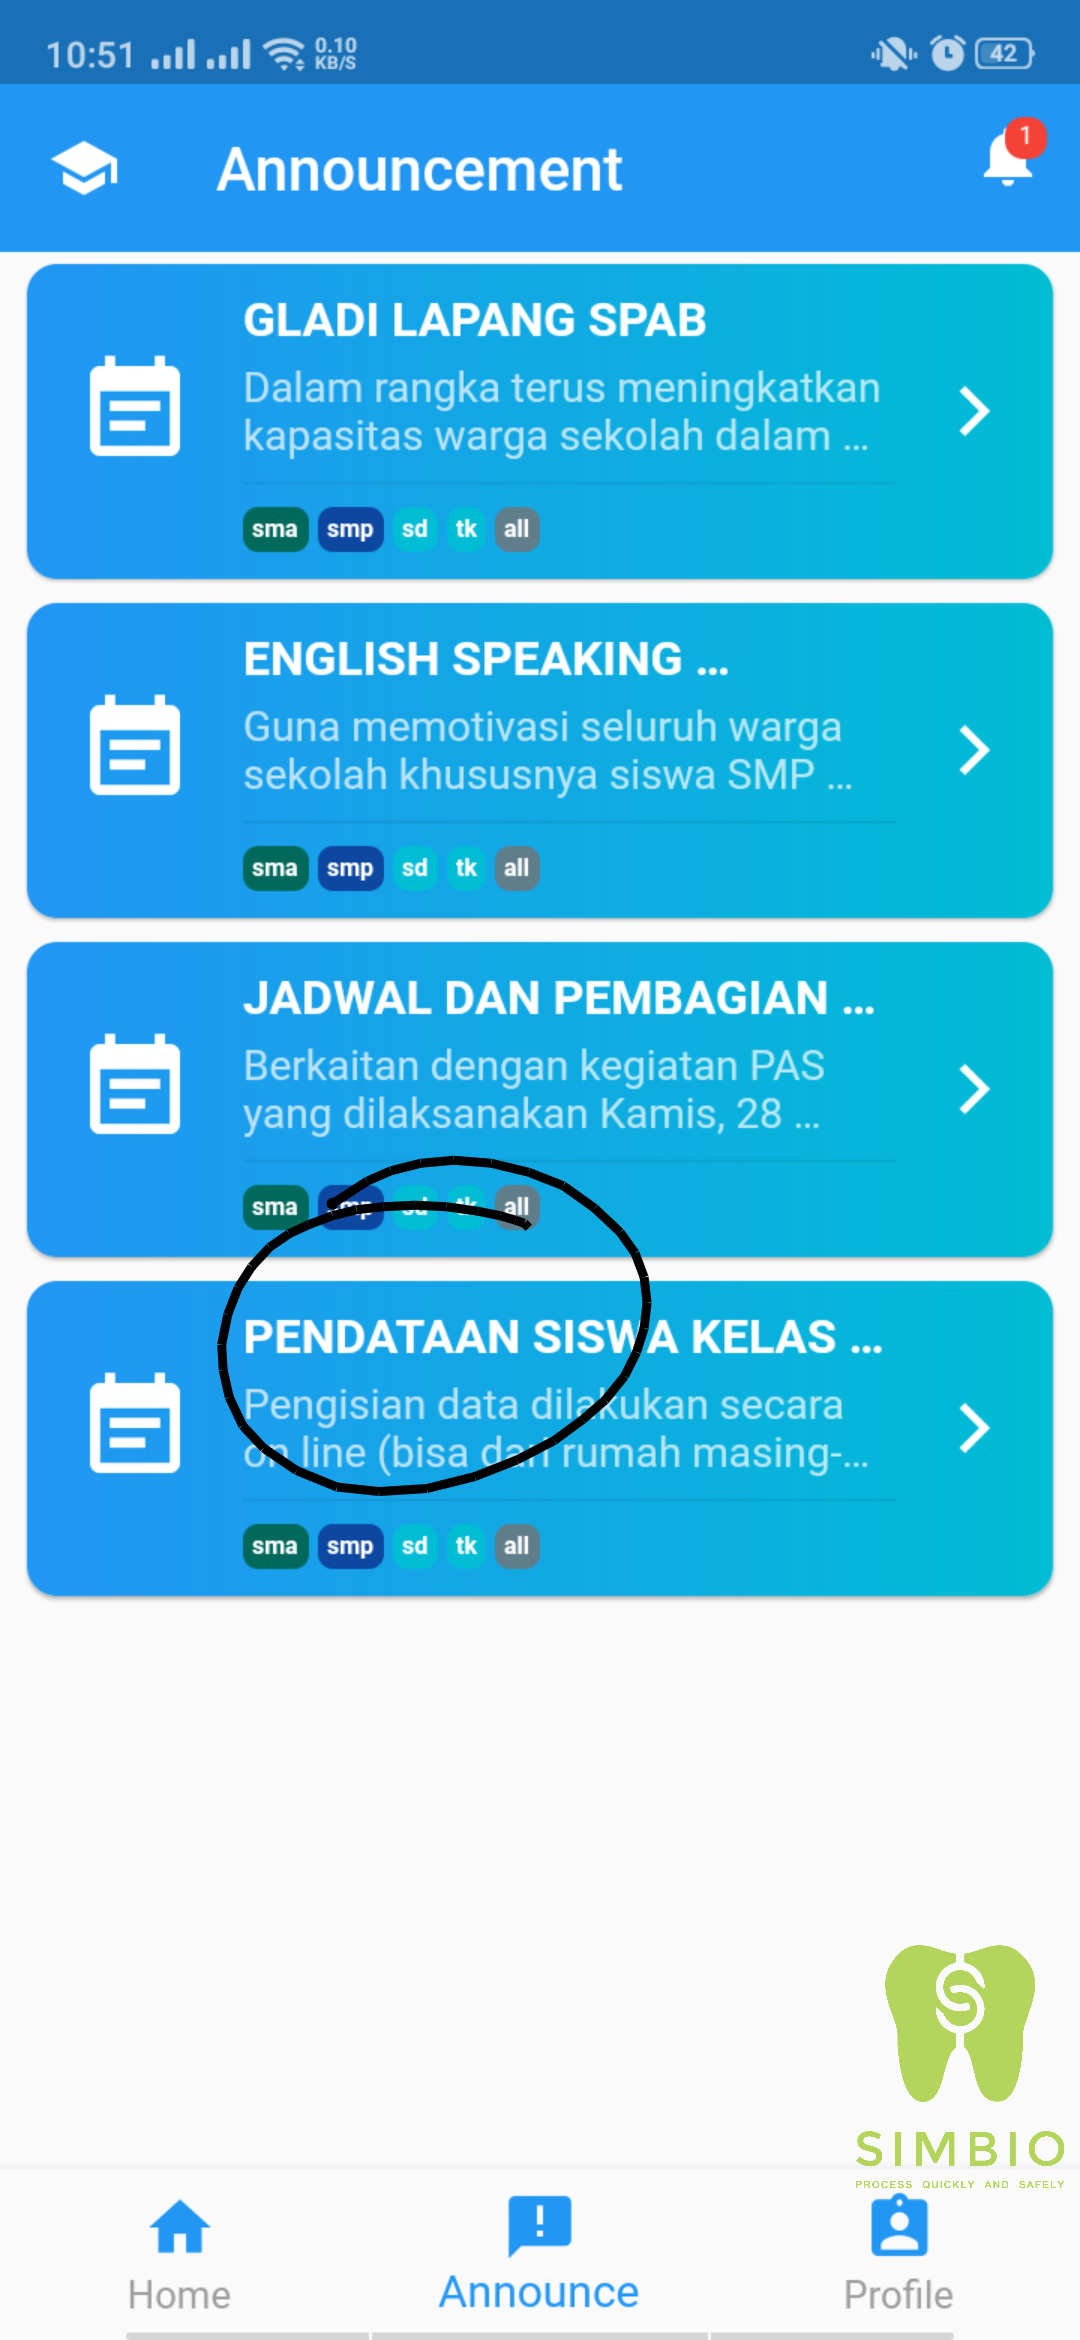 10:51
0.10
KB/S
42
Announcement
1
GLADI LAPANG SPAB
Dalam rangka terus meningkatkan
kapasitas warga sekolah dalam ...
sma smp sd tk all
ENGLISH SPEAKING ...
Guna memotivasi seluruh warga
sekolah khususnya siswa SMP ...
sma smp sd tk all
JADWAL DAN PEMBAGIAN ...
Berkaitan dengan kegiatan PAS
yang dilaksanakan Kamis, 28 ...
sma smp sd tk all
PENDATAAN SISWA KELAS ...
Pengisian data dilakukan secara
on line (bisa dari rumah masing-...
sma smp sd tk all
SIMBIO
PROCESS QUICKLY AND SAFELY
Home Announce Profile